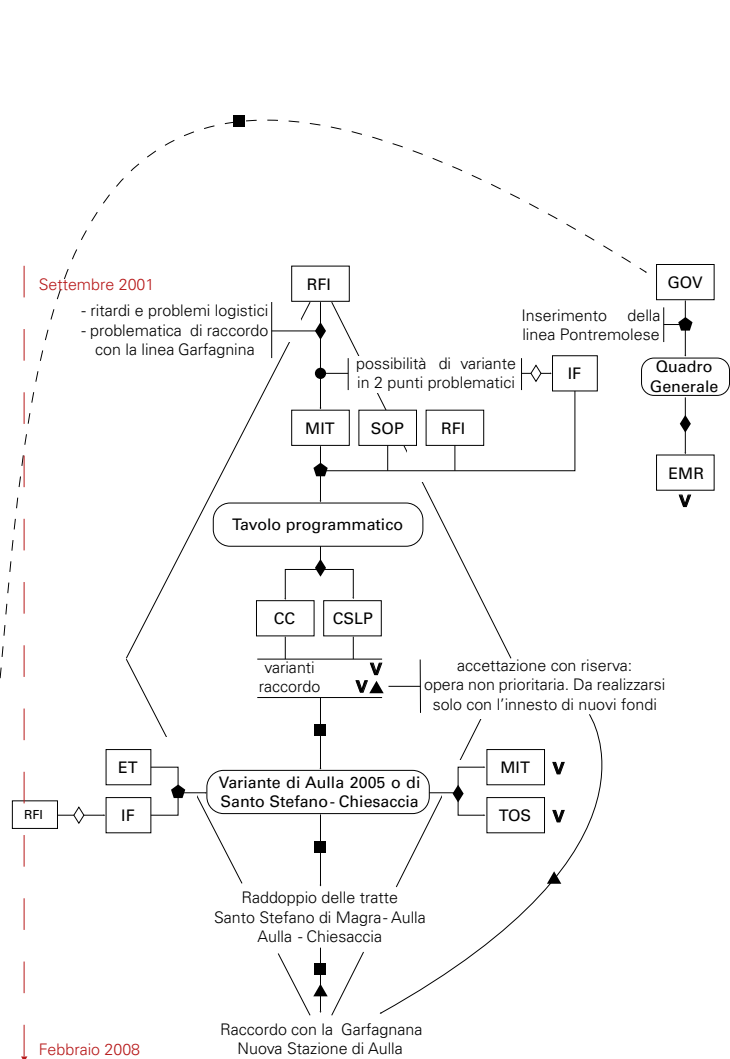 Settembre 2001
RFI
GOV
- ritardi e problemi logistici
- problematica di raccordo
con la linea Garfagnina
Inserimento della
linea Pontremolese
possibilità di variante
in 2 punti problematici
IF
Quadro
Generale
MIT
SOP
RFI
EMR
V
Tavolo programmatico
CC
CSLP
varianti V
raccordo V
accettazione con riserva:
opera non prioritaria. Da realizzarsi
solo con l'innesto di nuovi fondi
ET
Variante di Aulla 2005 o di
Santo Stefano - Chiesaccia
MIT V
RFI
IF
TOS V
Raddoppio delle tratte
Santo Stefano di Magra - Aulla
Aulla - Chiesaccia
Raccordo con la Garfagnana
Nuova Stazione di Aulla
Febbraio 2008